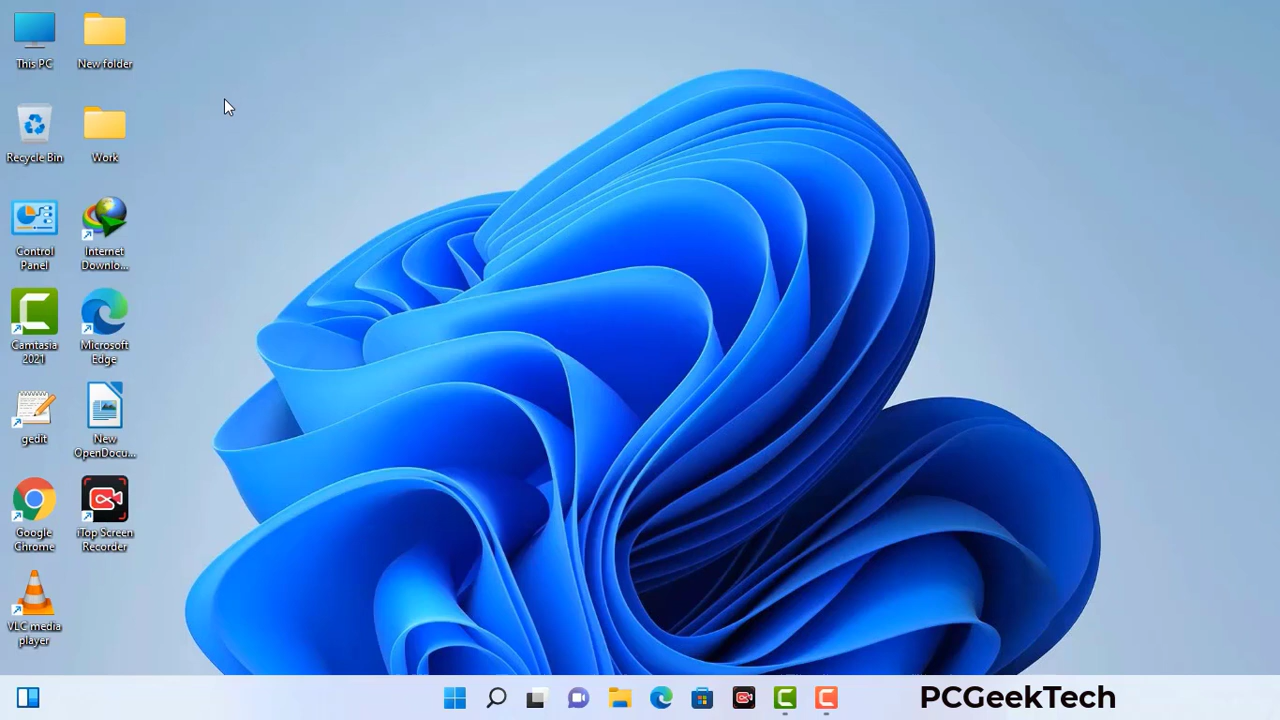 This PC
New folder
Recycle Bin
Work
Control
Panel
Internet
Downlo...
Camtasia
2021
Microsoft
Edge
gedit
New
OpenDocu...
Google
Chrome
iTop Screen
Recorder
VLC media
player
PCGeekTech